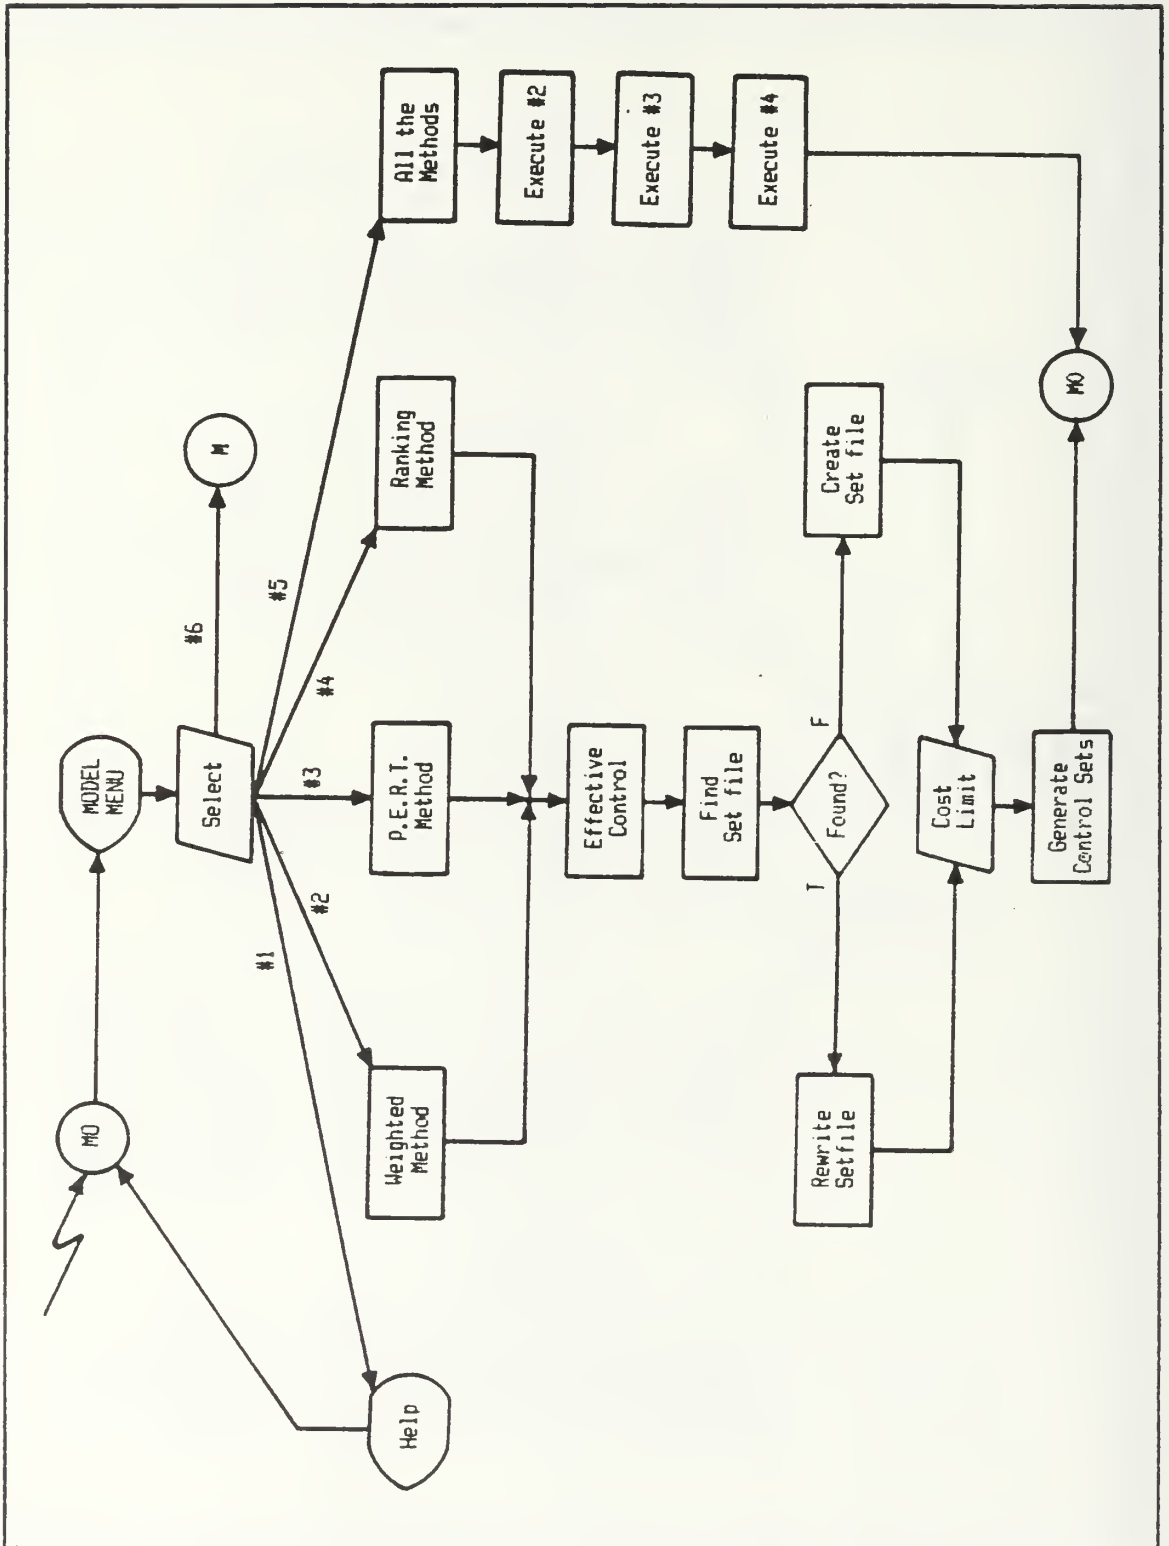 MO
MODEL
MENU
Select
#6
M
#1
#2
#3
#4
#5
Help
Weighted
Method
P.E.R.T.
Method
Ranking
Method
All the
Methods
Execute #2
Execute #3
Execute #4
Effective
Control
Find
Set file
Found?
T
F
Rewrite
Setfile
Create
Set file
Cost
Limit
Generate
Control Sets
MO